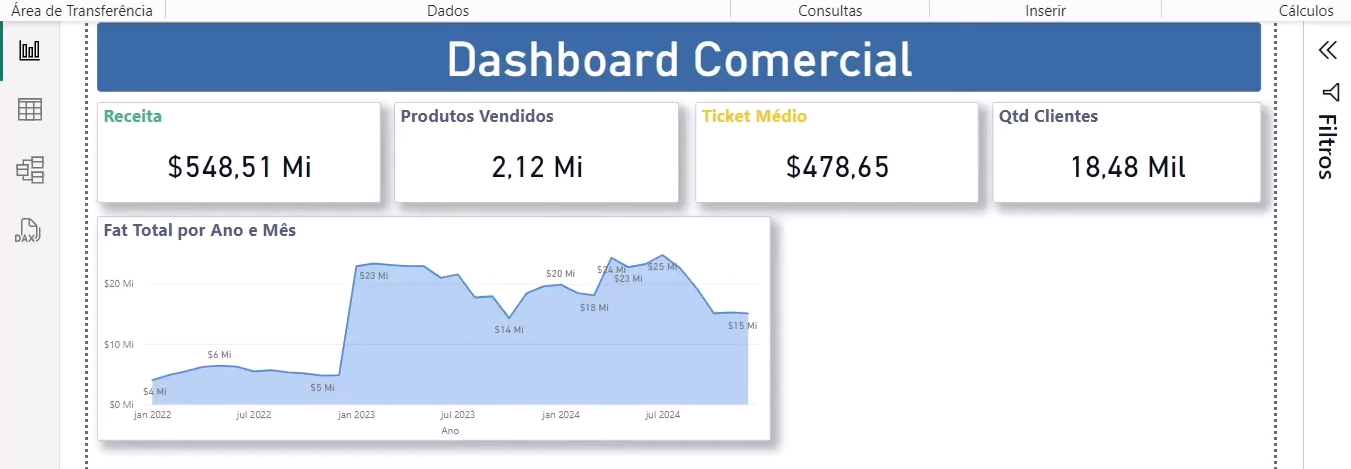 Área de Transferência
Dados
Consultas
Inserir
Cálculos
Dashboard Comercial
Receita
$548,51 Mi
Produtos Vendidos
2,12 Mi
Ticket Médio
$478,65
Qtd Clientes
18,48 Mil
Filtros
DAX
Fat Total por Ano e Mês
$20 Mi
$10 Mi
$0 Mi
$4 Mi
$6 Mi
$5 Mi
$23 Mi
$14 Mi
$20 Mi
$18 Mi
$24 Mi
$23 Mi
$25 Mi
$15 Mi
jan 2022
jul 2022
jan 2023
jul 2023
jan 2024
jul 2024
Ano